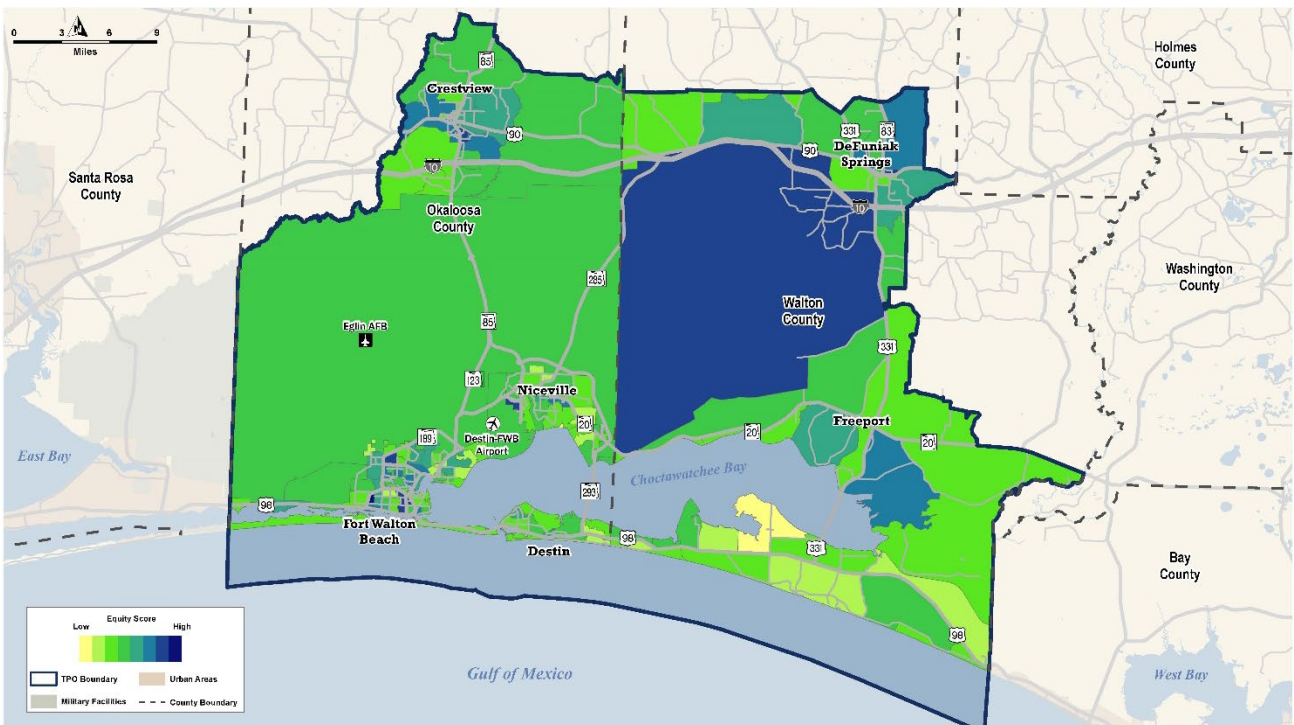 N
0 3 6 9
Miles
Holmes
County
85
Crestview
90
331
83
DeFuniak
Springs
90
10
Santa Rosa
County
Okaloosa
County
10
Washington
County
285
Walton
County
Eglin AFB
85
331
123
Niceville
Freeport
20
20
20
189
Destin-FWB
Airport
East Bay
Choctawatchee Bay
293
98
Fort Walton
Beach
Destin
98
331
Bay
County
98
Equity Score
Low High
TPO Boundary Urban Areas
Military Facilities County Boundary
Gulf of Mexico
West Bay